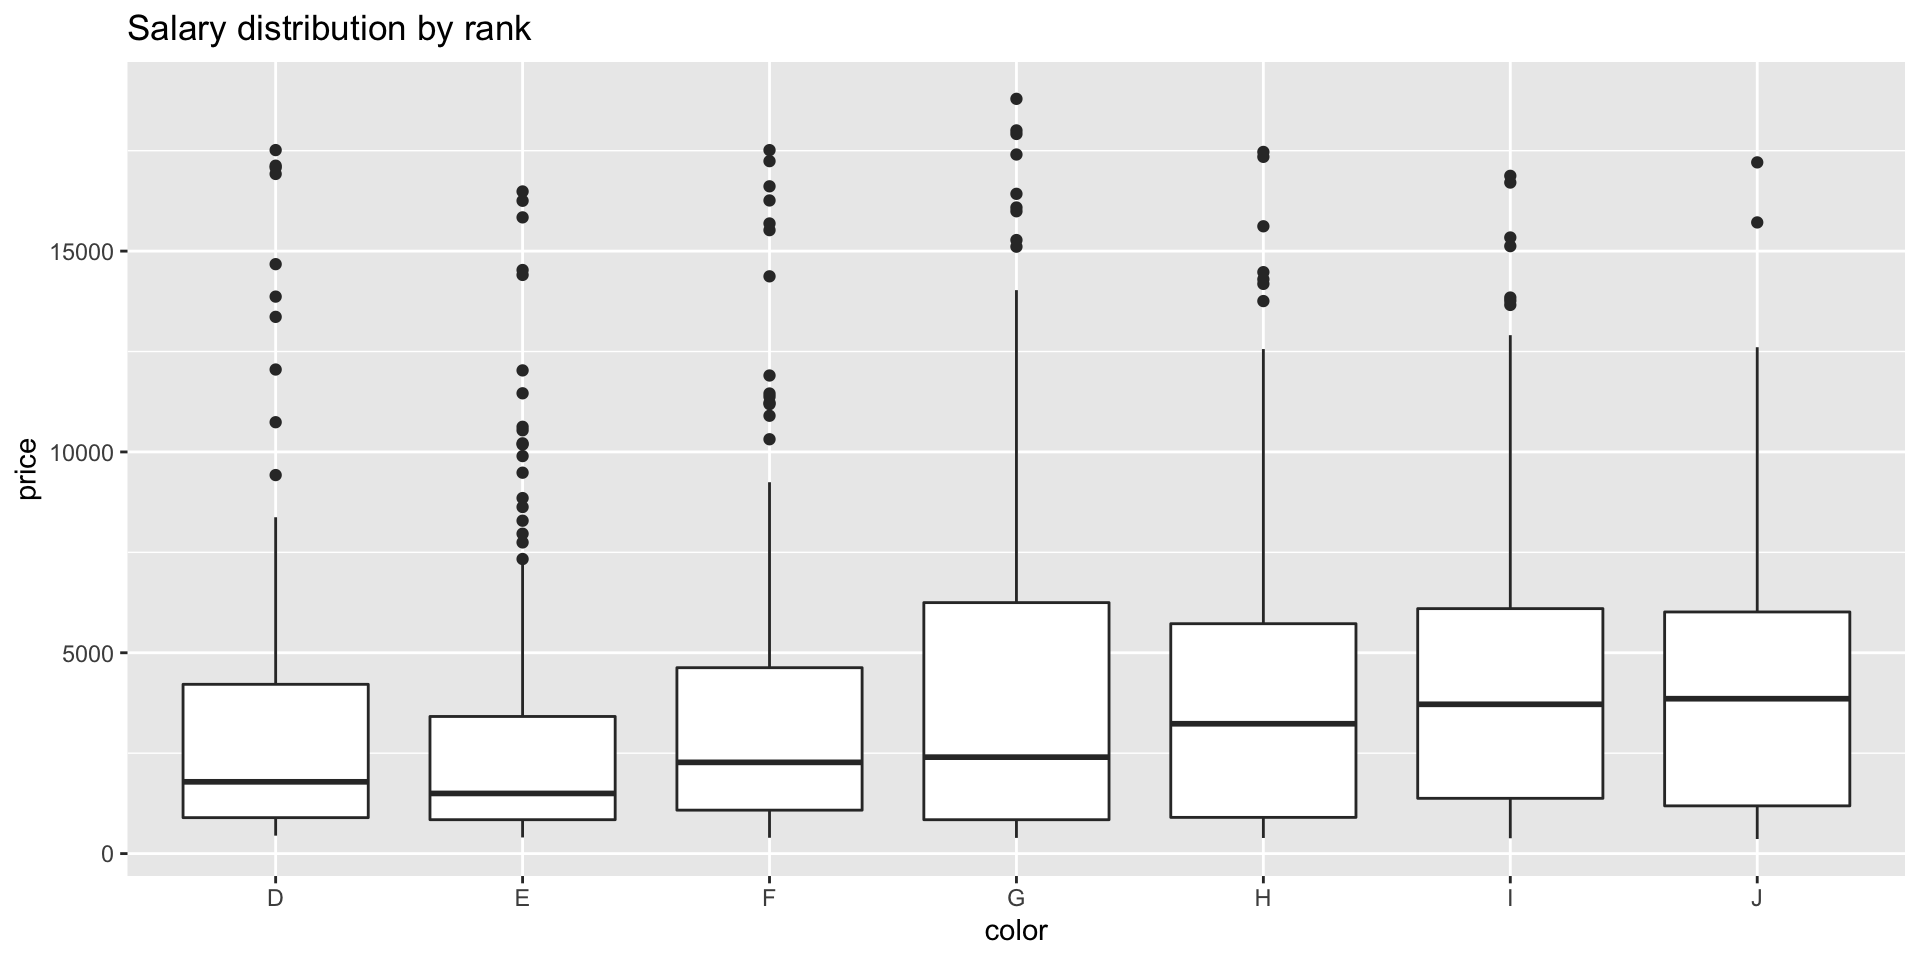 Salary distribution by rank
price
15000
10000
5000
0
D E F G H I J
color